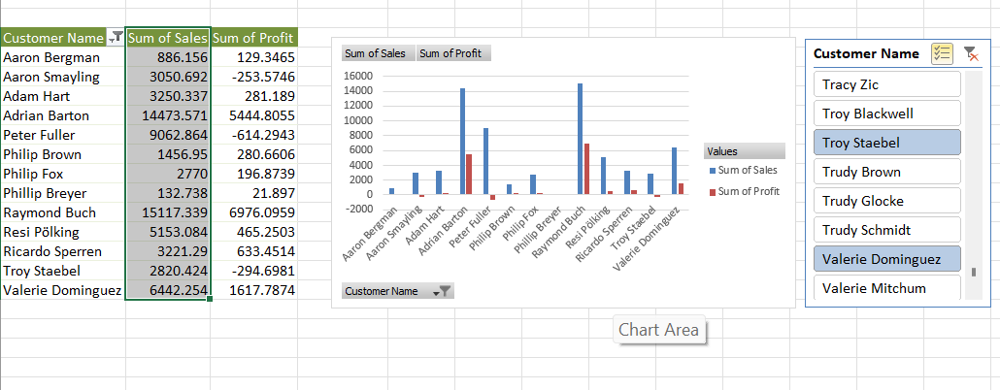 Customer Name Sum of Sales Sum of Profit
Aaron Bergman 886.156 129.3465
Aaron Smayling 3050.692 -253.5746
Adam Hart 3250.337 281.189
Adrian Barton 14473.571 5444.8055
Peter Fuller 9062.864 -614.2943
Philip Brown 1456.95 280.6606
Philip Fox 2770 196.8739
Phillip Breyer 132.738 21.897
Raymond Buch 15117.339 6976.0959
Resi Pölking 5153.084 465.2503
Ricardo Sperren 3221.29 633.4514
Troy Staebel 2820.424 -294.6981
Valerie Dominguez 6442.254 1617.7874
Sum of Sales Sum of Profit
16000
14000
12000
10000
8000
6000
4000
2000
0
-2000
Aaron Bergman
Aaron Smayling
Adam Hart
Adrian Barton
Peter Fuller
Philip Brown
Philip Fox
Phillip Breyer
Raymond Buch
Resi Pölking
Ricardo Sperren
Troy Staebel
Valerie Dominguez
Values
Sum of Sales
Sum of Profit
Customer Name
Chart Area
Customer Name
Tracy Zic
Troy Blackwell
Troy Staebel
Trudy Brown
Trudy Glocke
Trudy Schmidt
Valerie Dominguez
Valerie Mitchum